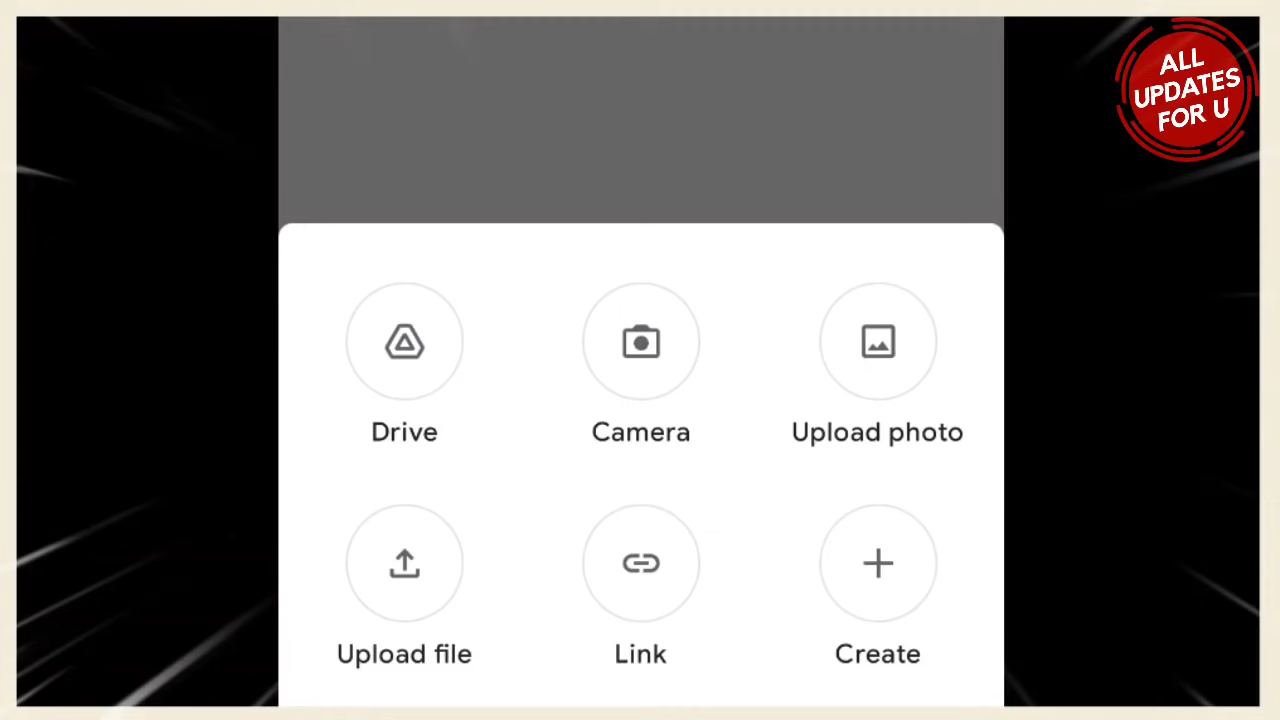 ALL
UPDATES
FOR U
Drive
Camera
Upload photo
Upload file
Link
Create